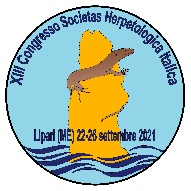 XIII Congresso Societas Herpetologica Italica
Lipari (ME) 22-26 settembre 2021